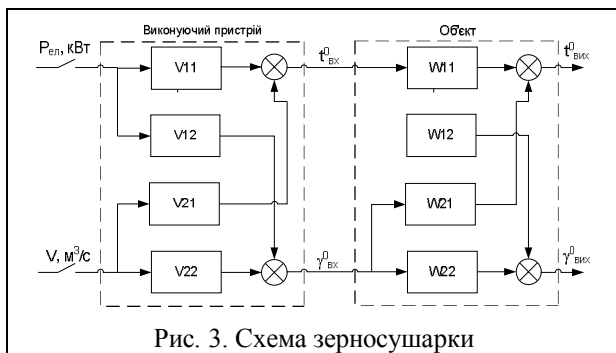 Виконуючий пристрій
Об'єкт
Pел, кВт
V11
t⁰вх
W11
t⁰вих
V12
W12
V21
W21
V, м³/с
V22
γ⁰вх
W22
γ⁰вих
Рис. 3. Схема зерносушарки